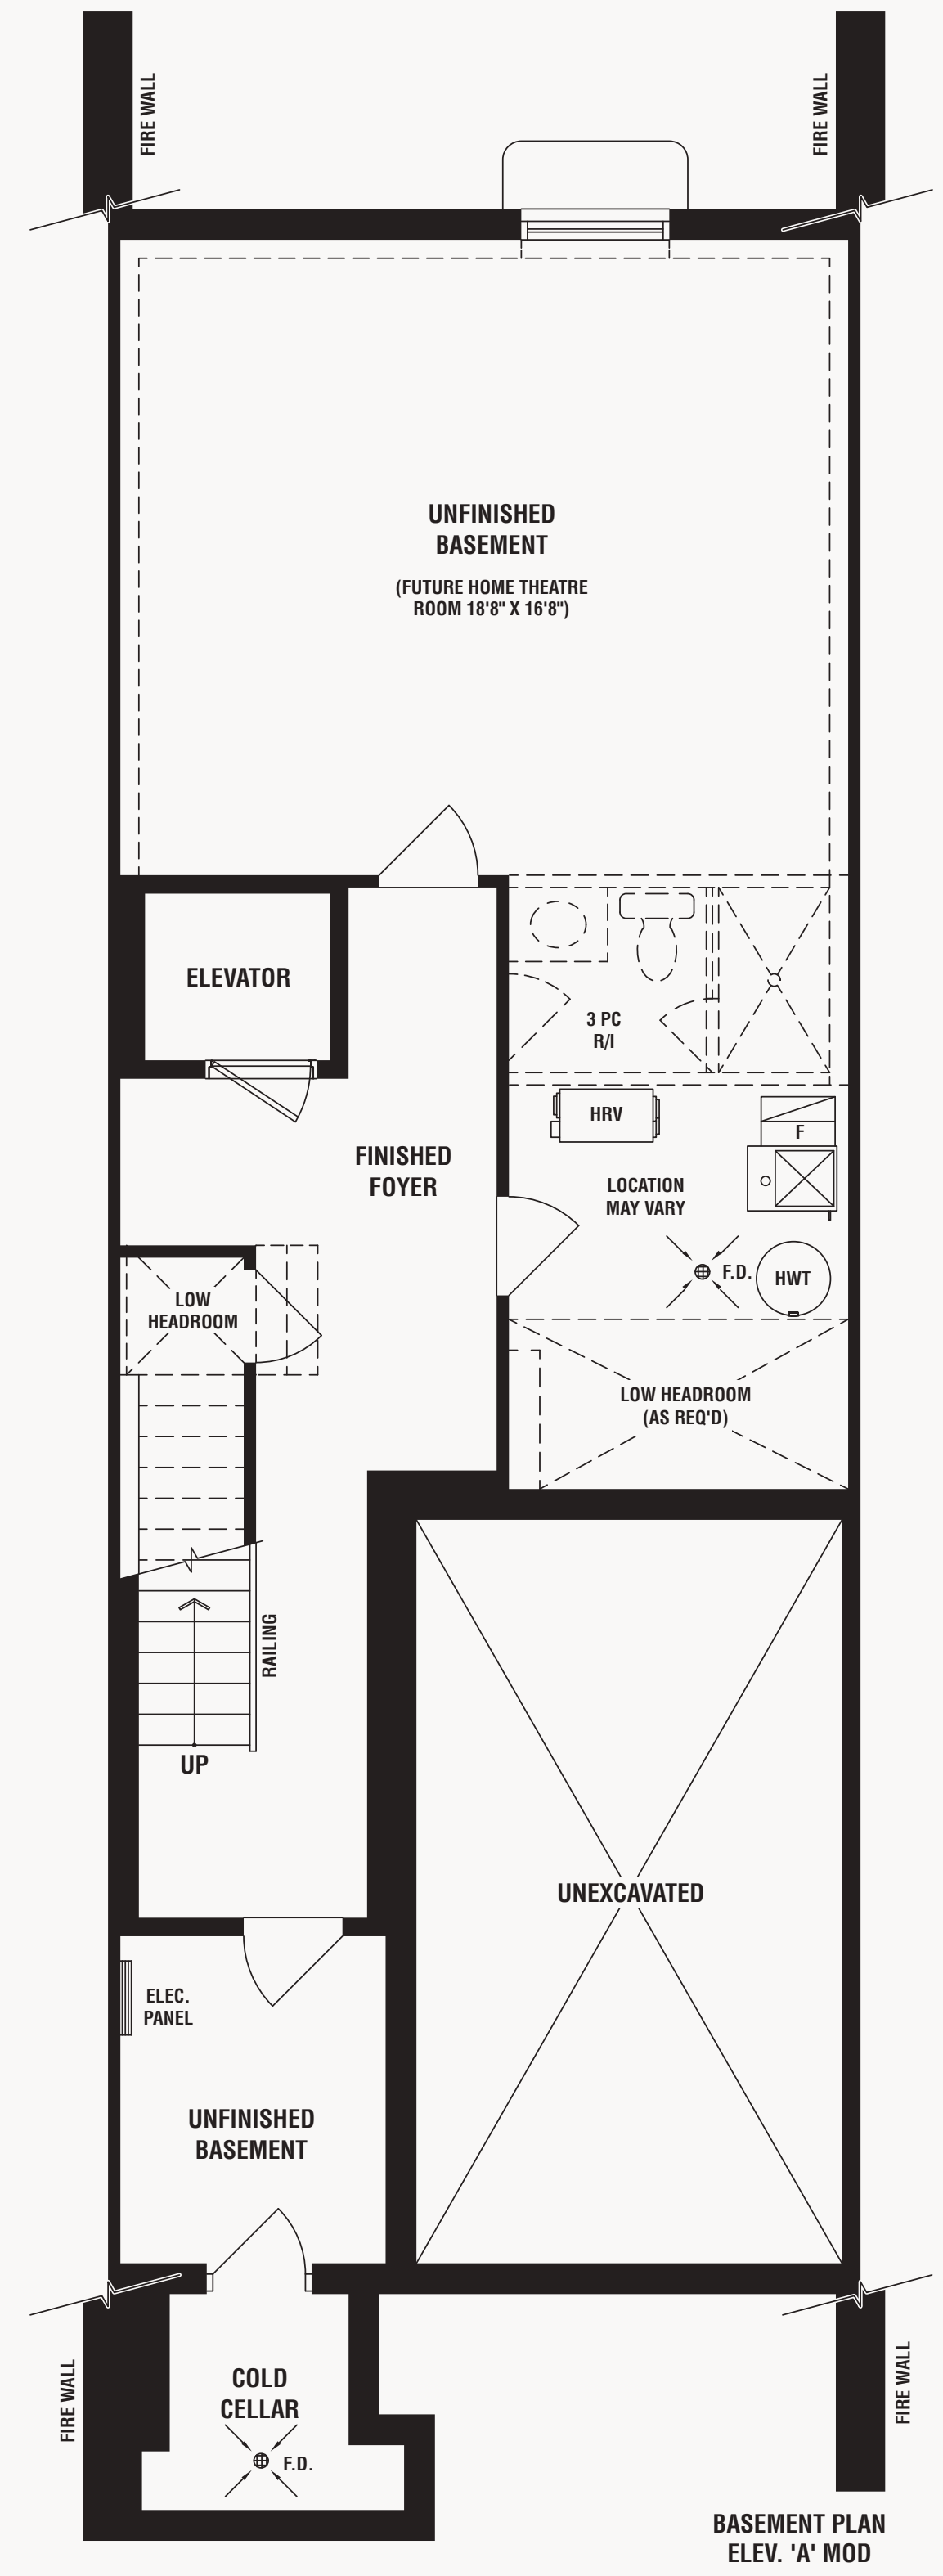 FIRE WALL
FIRE WALL
UNFINISHED
BASEMENT
(FUTURE HOME THEATRE
ROOM 18'8" X 16'8")
ELEVATOR
3 PC
R/I
HRV
F
FINISHED
FOYER
LOCATION
MAY VARY
F.D.
HWT
LOW
HEADROOM
LOW HEADROOM
(AS REQ'D)
RAILING
UP
UNEXCAVATED
ELEC.
PANEL
UNFINISHED
BASEMENT
COLD
CELLAR
F.D.
FIRE WALL
FIRE WALL
BASEMENT PLAN
ELEV. 'A' MOD